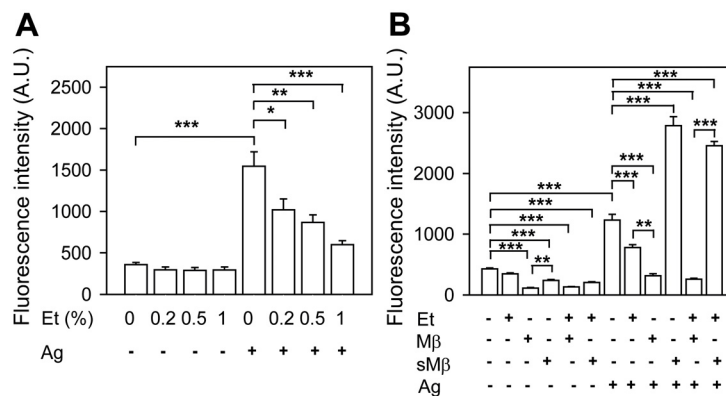 A
Fluorescence intensity (A.U.)
2500
2000
1500
1000
500
0
***
***
**
*
Et (%) 0 0.2 0.5 1 0 0.2 0.5 1
Ag - - - - + + + +
B
Fluorescence intensity (A.U.)
3000
2000
1000
0
***
***
***
***
***
***
**
***
***
***
***
***
**
***
Et - + - - + + - + - - + +
Mβ - - + - + - - - + - + -
sMβ - - - + - + - - - + - +
Ag - - - - - - + + + + + +